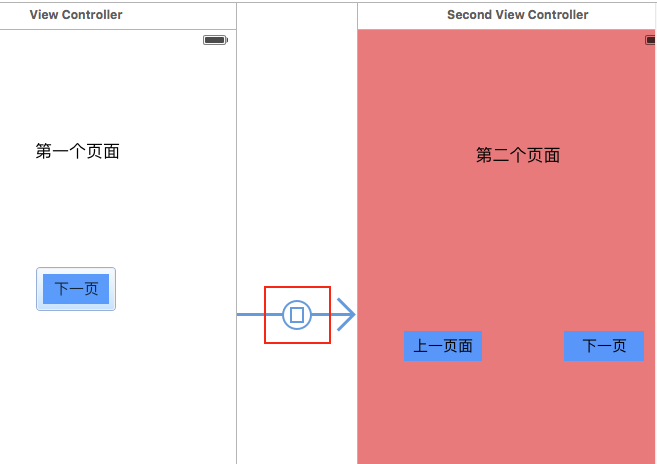 View Controller
Second View Controller
第一个页面
第二个页面
下一页
上一页面
下一页